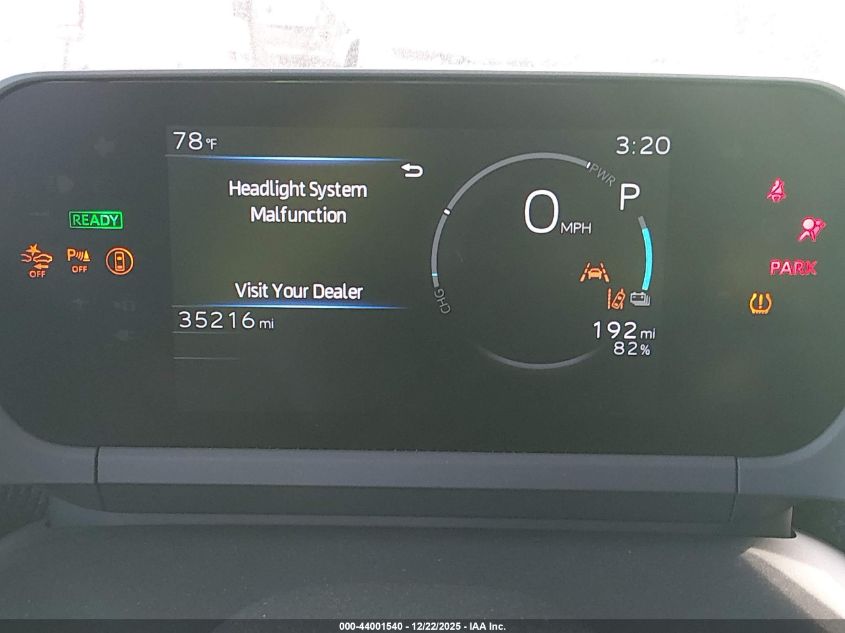 78°F
3:20
Headlight System
Malfunction
PWR
P
0 MPH
READY
OFF
P
OFF
PARK
Visit Your Dealer
CHG
35216 mi
192 mi
82%
000-44001540 - 12/22/2025 - IAA Inc.